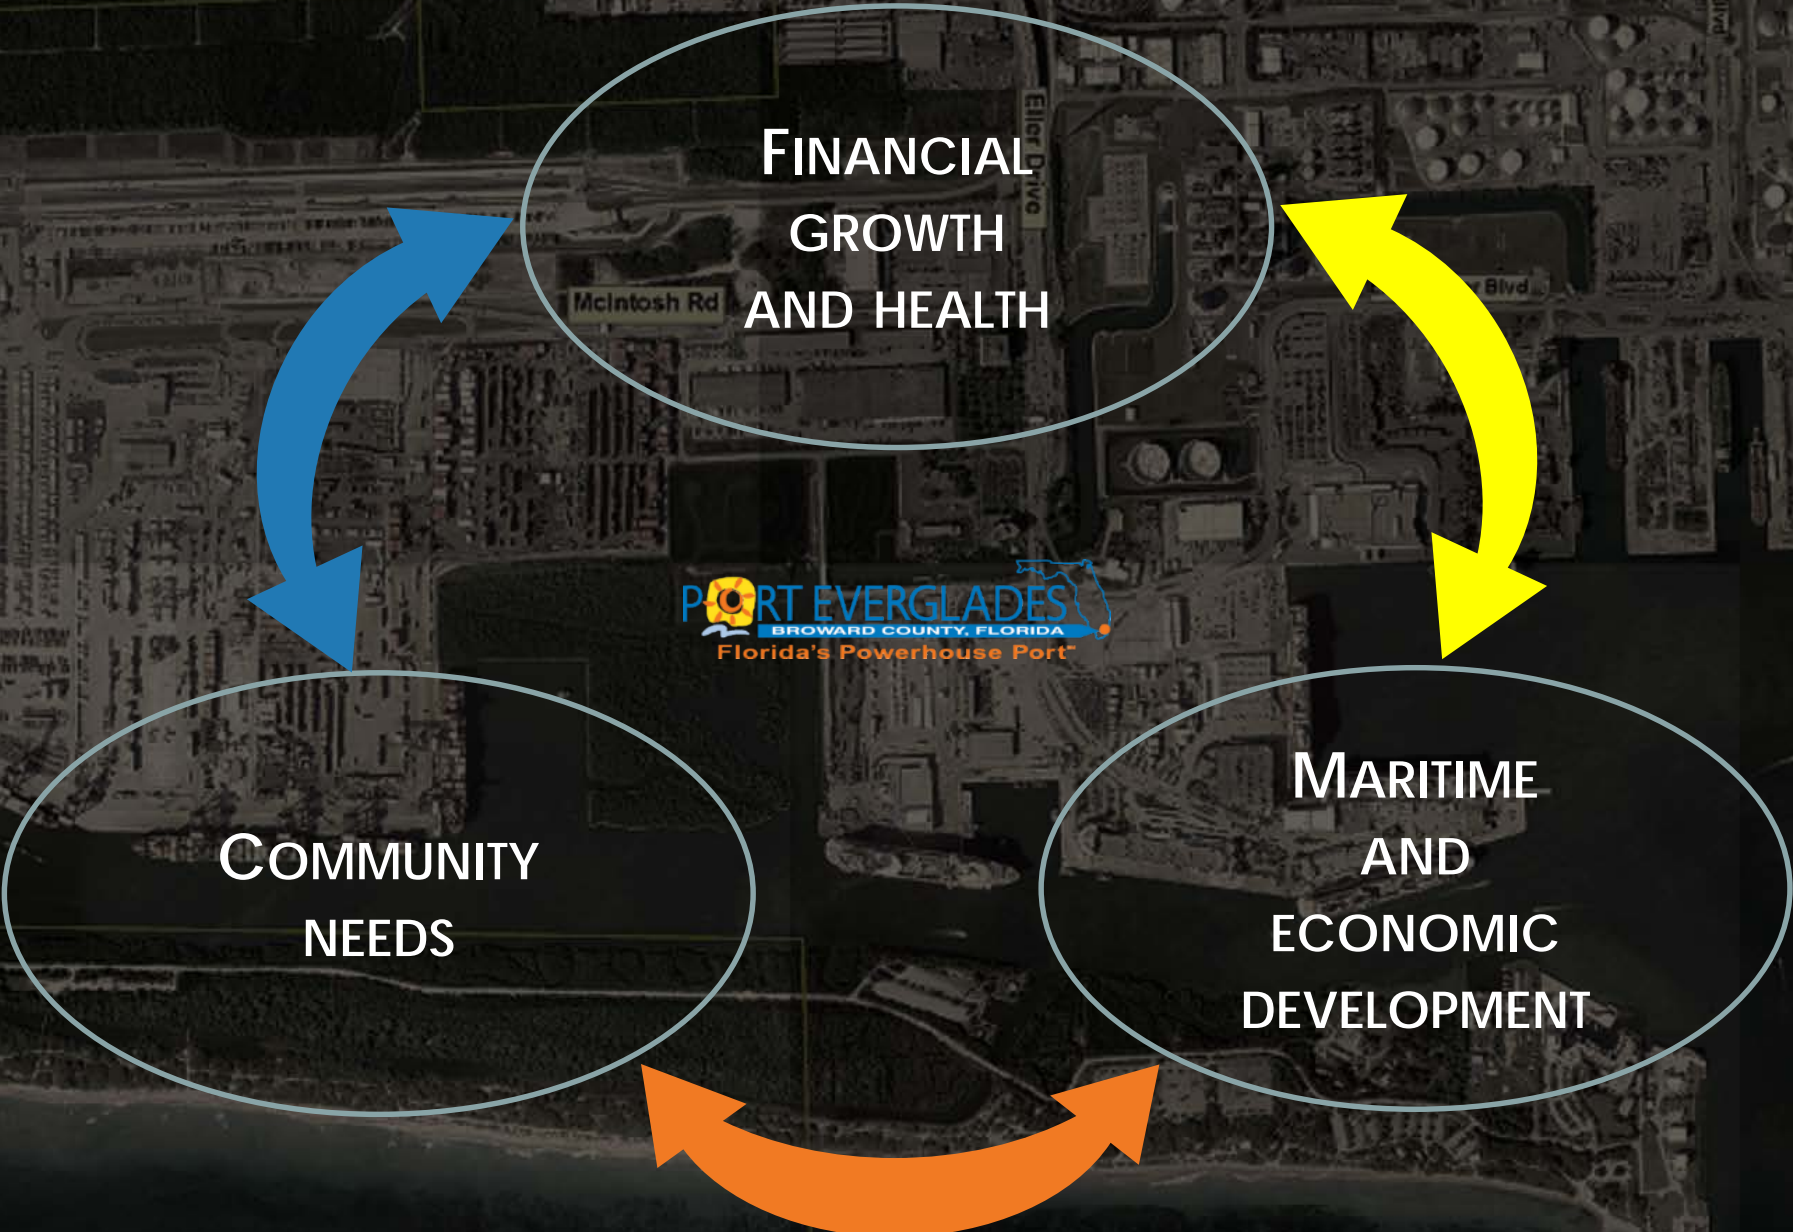 FINANCIAL
GROWTH
AND HEALTH
Eller Drive
McIntosh Rd
Blvd
PORT EVERGLADES
BROWARD COUNTY, FLORIDA
Florida's Powerhouse Port℠
COMMUNITY
NEEDS
MARITIME
AND
ECONOMIC
DEVELOPMENT